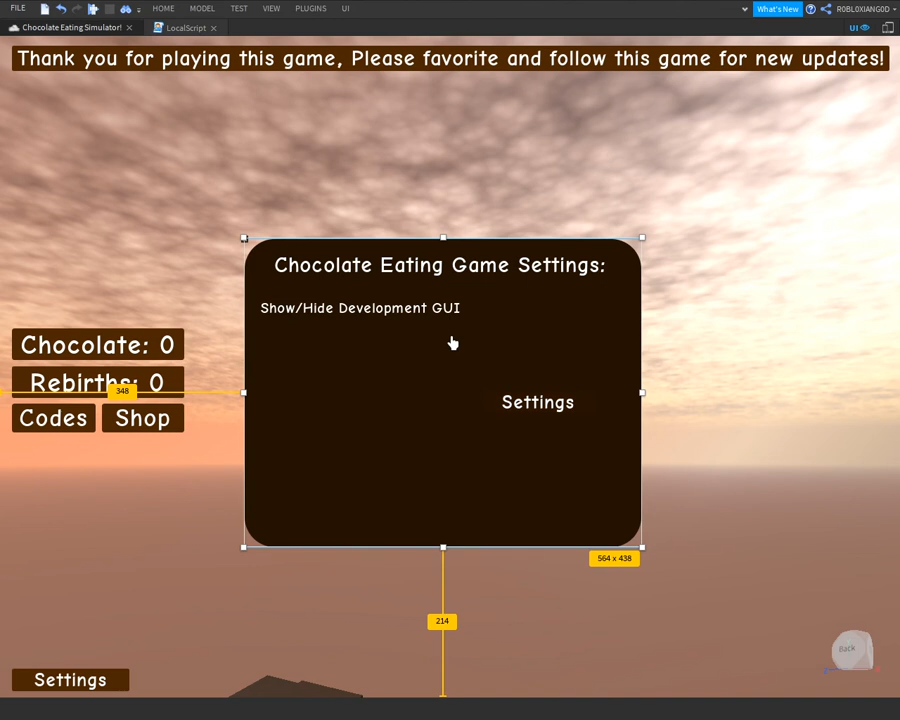 FILE HOME MODEL TEST VIEW PLUGINS UI What's New R0BL0XIANG0D
Chocolate Eating Simulator! LocalScript UI
Thank you for playing this game, Please favorite and follow this game for new updates!
Chocolate Eating Game Settings:
Show/Hide Development GUI
Chocolate: 0
Rebirths: 0
348
Settings
Codes Shop
564 x 438
214
Back
Settings